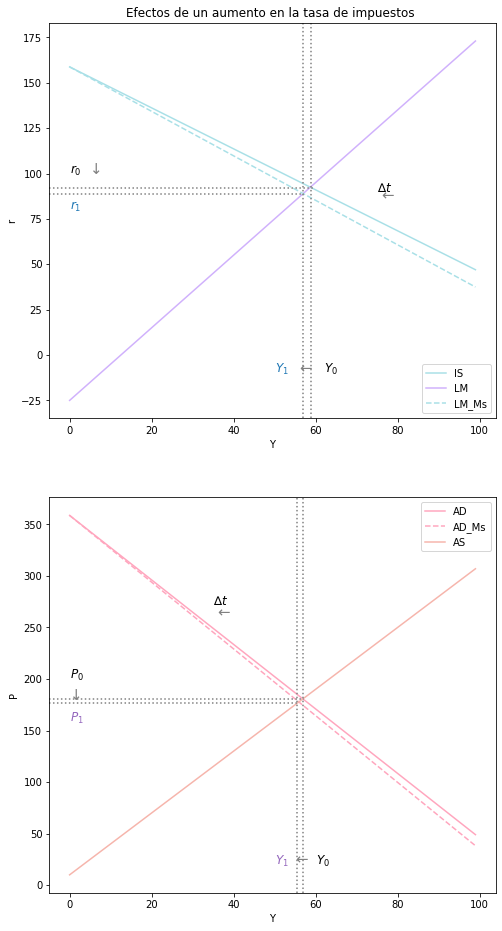 Efectos de un aumento en la tasa de impuestos
175
150
125
100
75
50
25
0
−25
r
r₀ ↓
r₁
Δt
←
Y₁ ← Y₀
IS
LM
LM_Ms
0 20 40 60 80 100
Y
350
300
250
200
150
100
50
0
P
AD
AD_Ms
AS
Δt
←
P₀
↓
P₁
Y₁ ← Y₀
0 20 40 60 80 100
Y